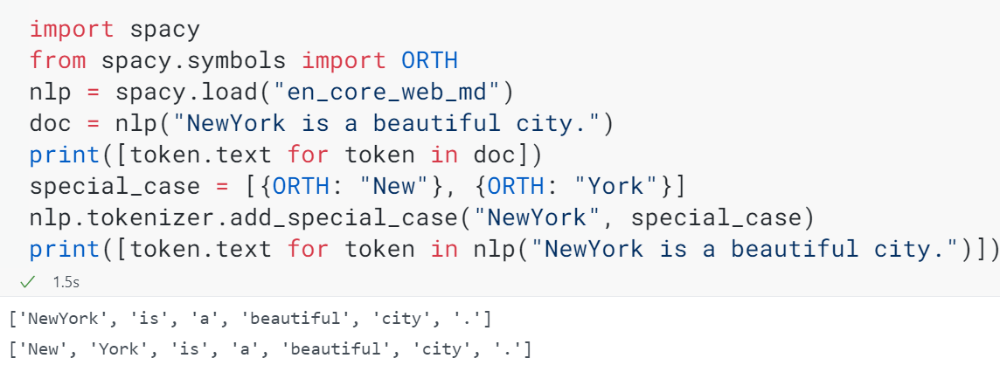 import spacy
from spacy.symbols import ORTH
nlp = spacy.load("en_core_web_md")
doc = nlp("NewYork is a beautiful city.")
print([token.text for token in doc])
special_case = [{ORTH: "New"}, {ORTH: "York"}]
nlp.tokenizer.add_special_case("NewYork", special_case)
print([token.text for token in nlp("NewYork is a beautiful city.")])
1.5s
['NewYork', 'is', 'a', 'beautiful', 'city', '.']
['New', 'York', 'is', 'a', 'beautiful', 'city', '.']